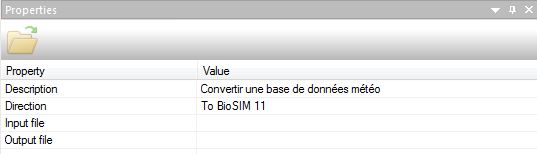 Properties
Property Value
Description Convertir une base de données météo
Direction To BioSIM 11
Input file
Output file